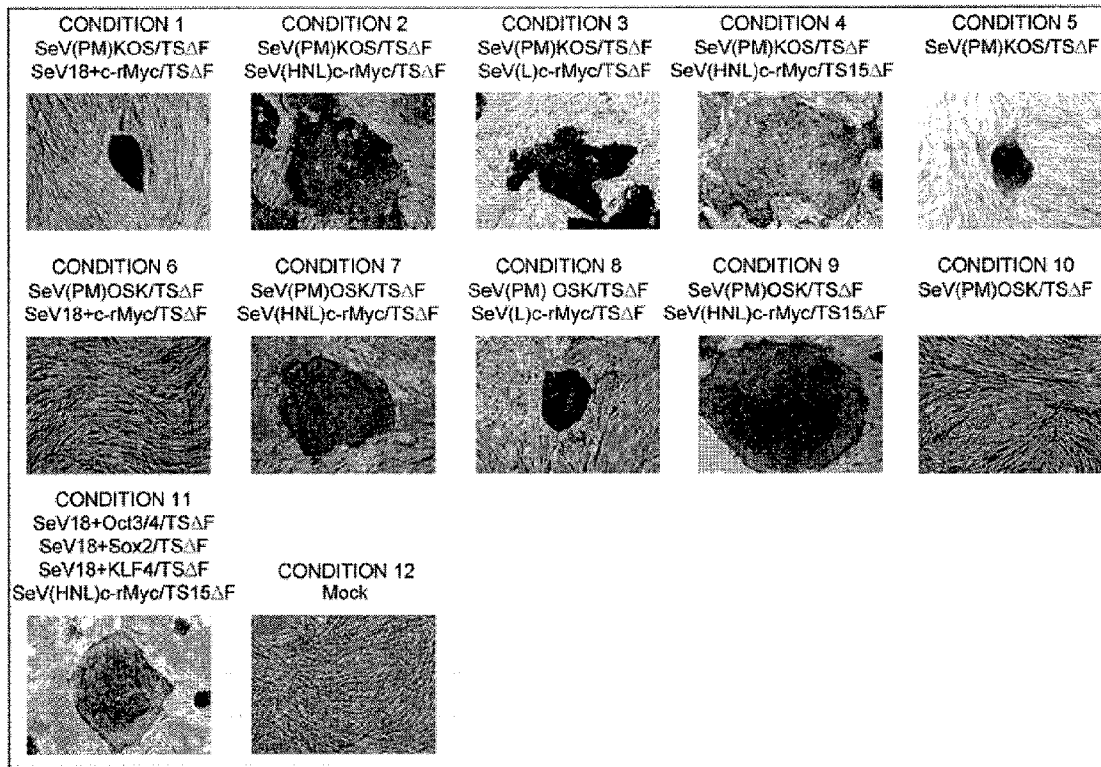 CONDITION 1
SeV(PM)KOS/TSΔF
SeV18+c-rMyc/TSΔF
CONDITION 2
SeV(PM)KOS/TSΔF
SeV(HNL)c-rMyc/TSΔF
CONDITION 3
SeV(PM)KOS/TSΔF
SeV(L)c-rMyc/TSΔF
CONDITION 4
SeV(PM)KOS/TSΔF
SeV(HNL)c-rMyc/TS15ΔF
CONDITION 5
SeV(PM)KOS/TSΔF
CONDITION 6
SeV(PM)OSK/TSΔF
SeV18+c-rMyc/TSΔF
CONDITION 7
SeV(PM)OSK/TSΔF
SeV(HNL)c-rMyc/TSΔF
CONDITION 8
SeV(PM) OSK/TSΔF
SeV(L)c-rMyc/TSΔF
CONDITION 9
SeV(PM)OSK/TSΔF
SeV(HNL)c-rMyc/TS15ΔF
CONDITION 10
SeV(PM)OSK/TSΔF
CONDITION 11
SeV18+Oct3/4/TSΔF
SeV18+Sox2/TSΔF
SeV18+KLF4/TSΔF
SeV(HNL)c-rMyc/TS15ΔF
CONDITION 12
Mock